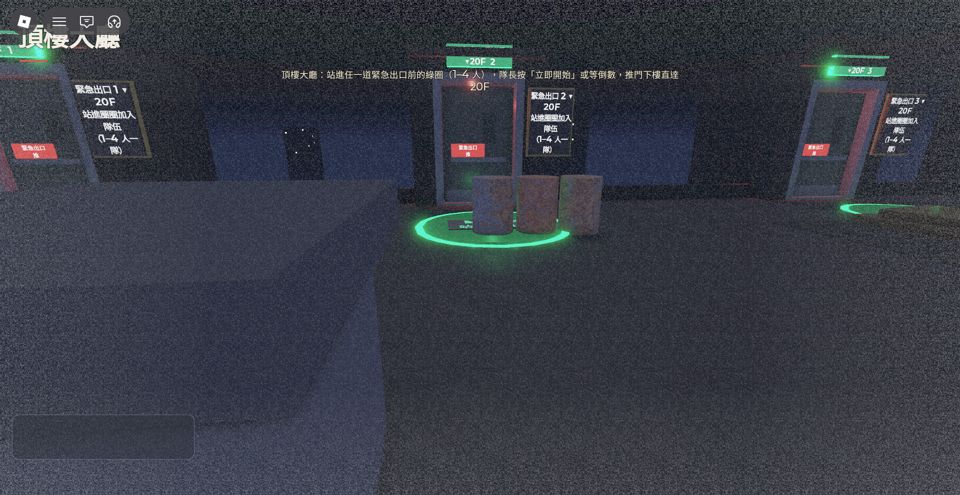 頂樓大廳
1
▼20F 2
▼20F 3
頂樓大廳：站進任一道緊急出口前的綠圈（1–4 人），隊長按「立即開始」或等倒數，推門下樓直達
20F
緊急出口 1 ▼
20F
站進圈圈加入
隊伍
（1–4 人一
隊）
緊急出口 2 ▼
20F
站進圈圈加入
隊伍
（1–4 人一
隊）
緊急出口 3 ▼
20F
站進圈圈加入
隊伍
（1–4 人一
隊）
緊急出口
推
緊急出口
推
緊急出口
推